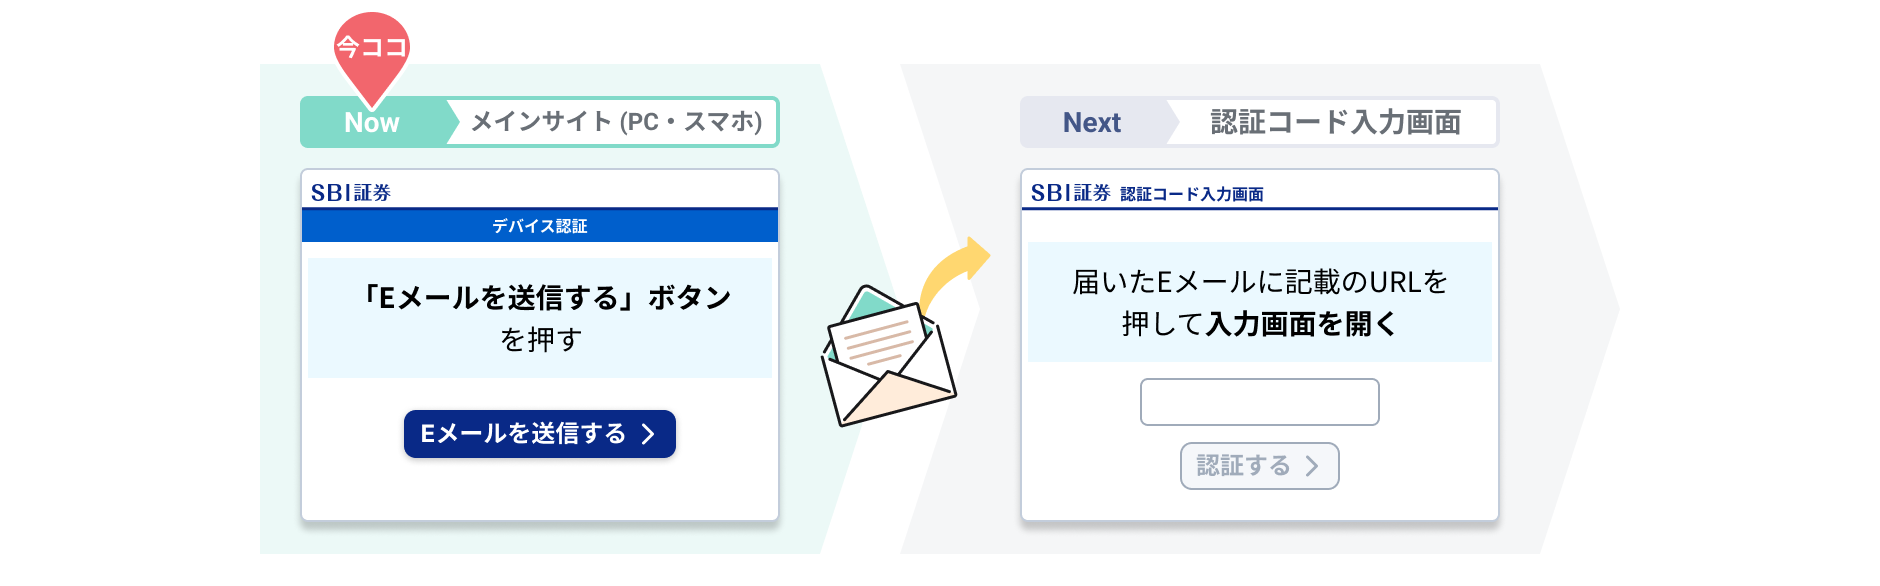 今ココ
Now
メインサイト (PC・スマホ)
SBI証券
デバイス認証
「Eメールを送信する」ボタン
を押す
Eメールを送信する
Next
認証コード入力画面
SBI証券 認証コード入力画面
届いたEメールに記載のURLを
押して入力画面を開く
認証する